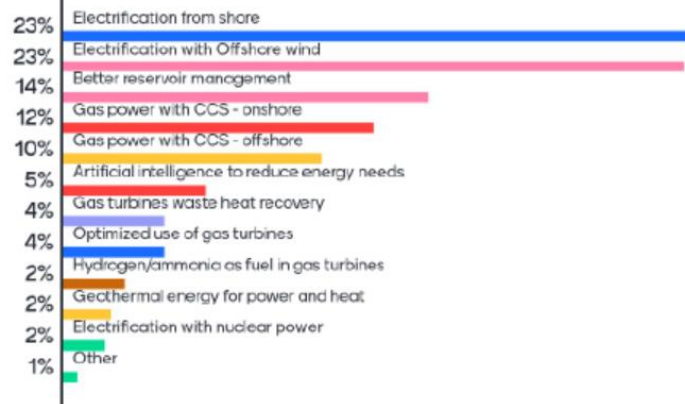 23% Electrification from shore
23% Electrification with Offshore wind
14% Better reservoir management
12% Gas power with CCS - onshore
10% Gas power with CCS - offshore
5% Artificial intelligence to reduce energy needs
4% Gas turbines waste heat recovery
4% Optimized use of gas turbines
2% Hydrogen/ammonia as fuel in gas turbines
2% Geothermal energy for power and heat
2% Electrification with nuclear power
1% Other